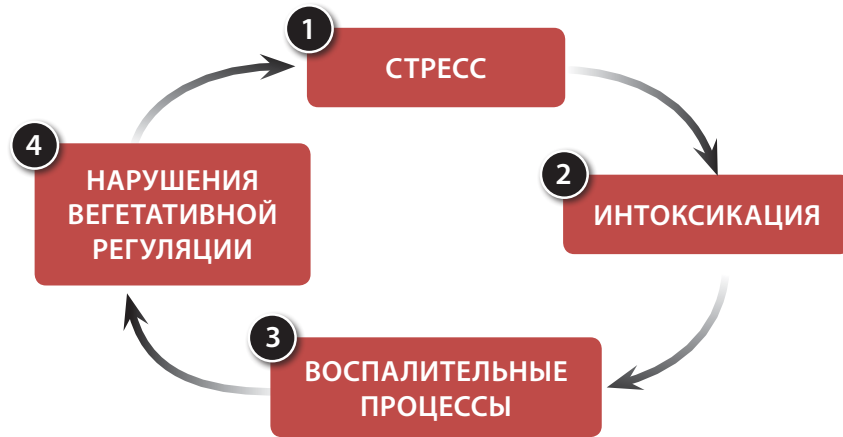 1
СТРЕСС
2
ИНТОКСИКАЦИЯ
3
ВОСПАЛИТЕЛЬНЫЕ
ПРОЦЕССЫ
4
НАРУШЕНИЯ
ВЕГЕТАТИВНОЙ
РЕГУЛЯЦИИ